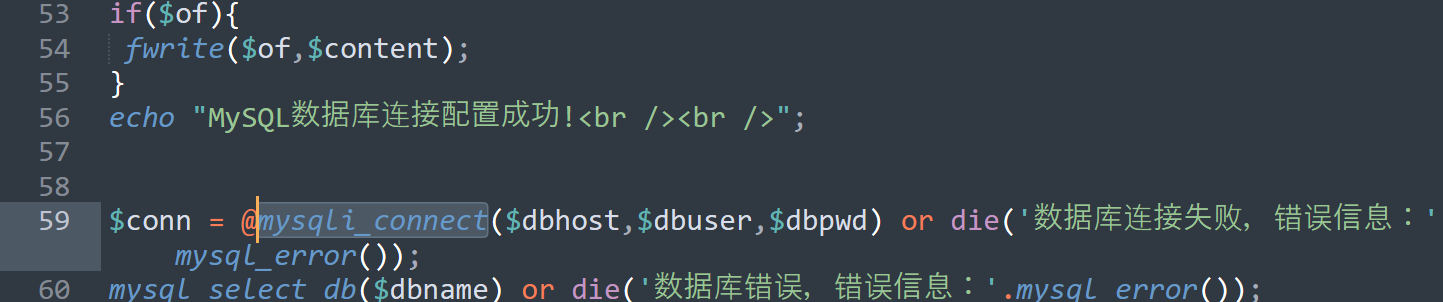 53 if($of){
54 fwrite($of,$content);
55 }
56 echo "MySQL数据库连接配置成功!<br /><br />";
57
58
59 $conn = @mysqli_connect($dbhost,$dbuser,$dbpwd) or die('数据库连接失败，错误信息：'
mysql_error());
60 mysql_select_db($dbname) or die('数据库错误，错误信息：'.mysql_error());